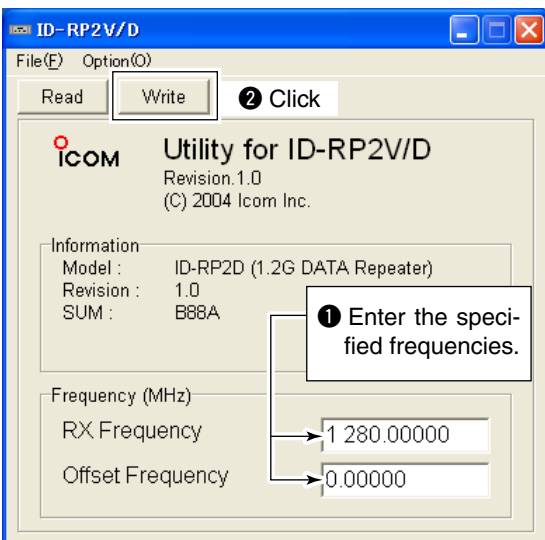 ID-RP2V/D
File(F) Option(O)
Read Write ❷ Click
ICOM Utility for ID-RP2V/D
Revision.1.0
(C) 2004 Icom Inc.
Information
Model : ID-RP2D (1.2G DATA Repeater)
Revision : 1.0
SUM : B88A
❶ Enter the speci-
fied frequencies.
Frequency (MHz)
RX Frequency 1 280.00000
Offset Frequency 0.00000